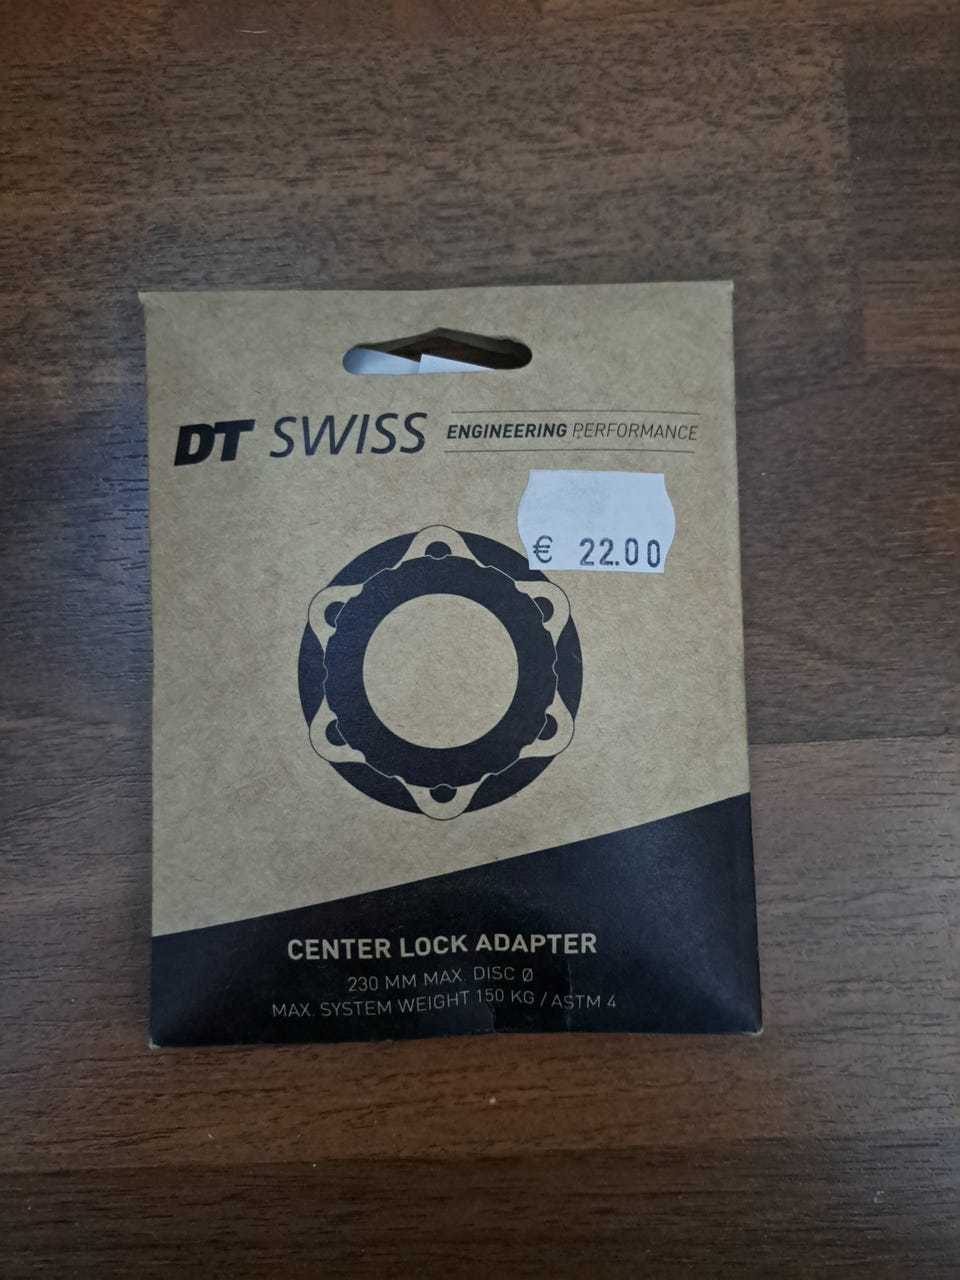 DT SWISS ENGINEERING PERFORMANCE
€ 22.00
CENTER LOCK ADAPTER
230 MM MAX. DISC Ø
MAX. SYSTEM WEIGHT 150 KG / ASTM 4